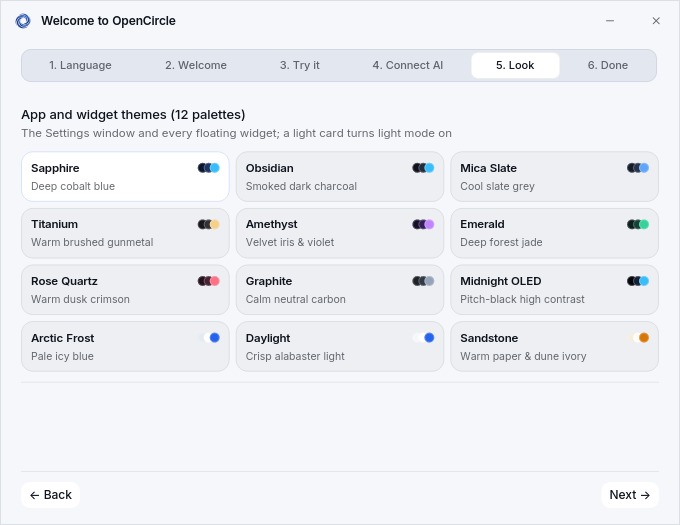 Welcome to OpenCircle
1. Language 2. Welcome 3. Try it 4. Connect AI 5. Look 6. Done
App and widget themes (12 palettes)
The Settings window and every floating widget; a light card turns light mode on
Sapphire
Deep cobalt blue
Obsidian
Smoked dark charcoal
Mica Slate
Cool slate grey
Titanium
Warm brushed gunmetal
Amethyst
Velvet iris & violet
Emerald
Deep forest jade
Rose Quartz
Warm dusk crimson
Graphite
Calm neutral carbon
Midnight OLED
Pitch-black high contrast
Arctic Frost
Pale icy blue
Daylight
Crisp alabaster light
Sandstone
Warm paper & dune ivory
← Back
Next →